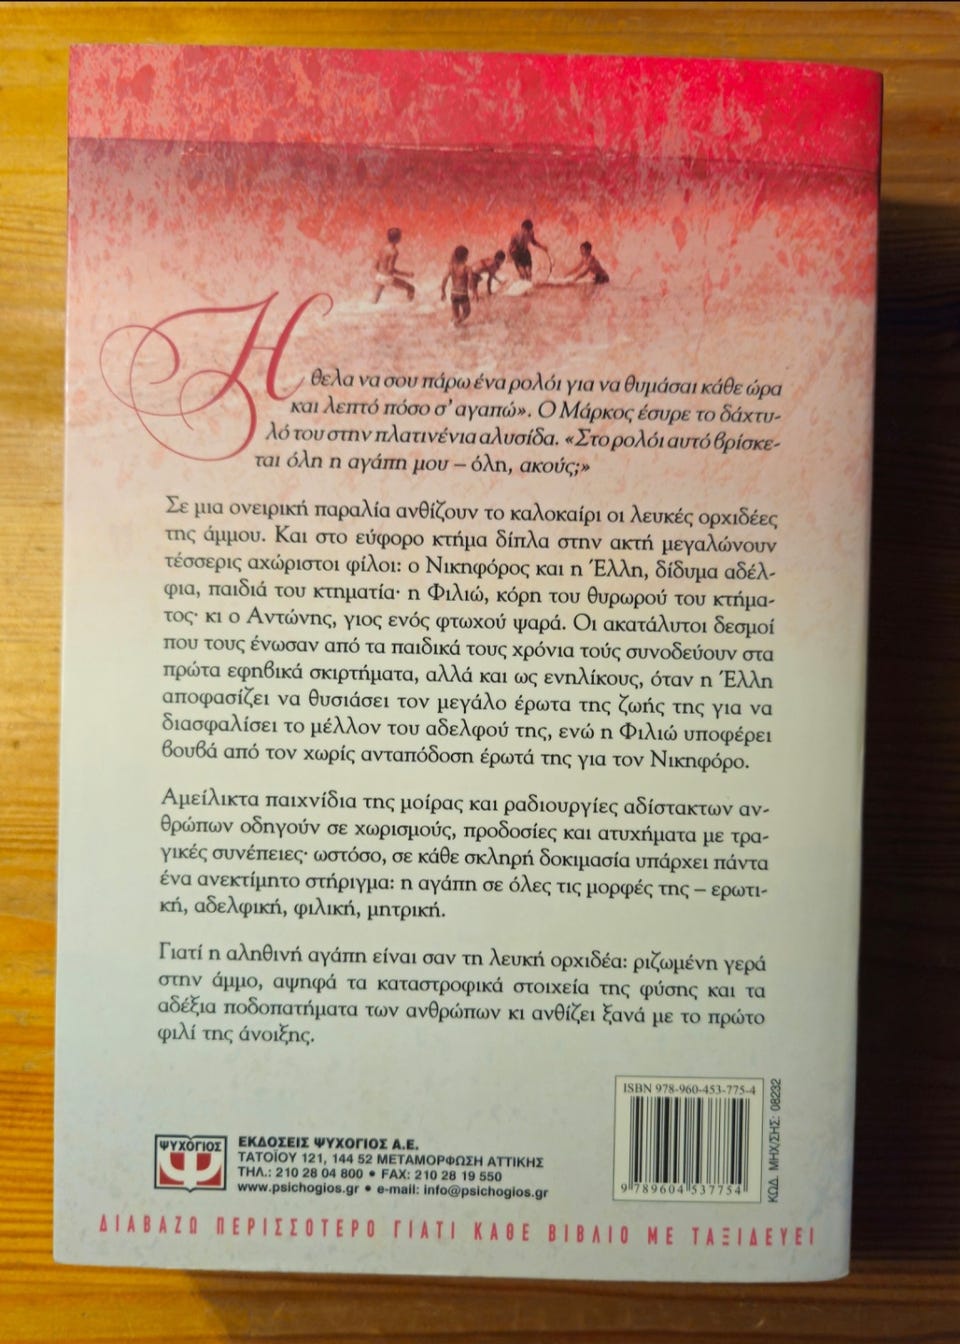 Ηθελα να σου πάρω ένα ρολόι για να θυμάσαι κάθε ώρα
και λεπτό πόσο σ' αγαπώ». Ο Μάρκος έσυρε το δάχτυ-
λό του στην πλατινένια αλυσίδα. «Στο ρολόι αυτό βρίσκε-
ται όλη η αγάπη μου – όλη, ακούς;»
Σε μια ονειρική παραλία ανθίζουν το καλοκαίρι οι λευκές ορχιδέες
της άμμου. Και στο εύφορο κτήμα δίπλα στην ακτή μεγαλώνουν
τέσσερις αχώριστοι φίλοι: ο Νικηφόρος και η Έλλη, δίδυμα αδέλ-
φια, παιδιά του κτηματία· η Φιλιώ, κόρη του θυρωρού του κτήμα-
τος· κι ο Αντώνης, γιος ενός φτωχού ψαρά. Οι ακατάλυτοι δεσμοί
που τους ένωσαν από τα παιδικά τους χρόνια τούς συνοδεύουν στα
πρώτα εφηβικά σκιρτήματα, αλλά και ως ενηλίκους, όταν η Έλλη
αποφασίζει να θυσιάσει τον μεγάλο έρωτα της ζωής της για να
διασφαλίσει το μέλλον του αδελφού της, ενώ η Φιλιώ υποφέρει
βουβά από τον χωρίς ανταπόδοση έρωτά της για τον Νικηφόρο.
Αμείλικτα παιχνίδια της μοίρας και ραδιουργίες αδίστακτων αν-
θρώπων οδηγούν σε χωρισμούς, προδοσίες και ατυχήματα με τρα-
γικές συνέπειες· ωστόσο, σε κάθε σκληρή δοκιμασία υπάρχει πάντα
ένα ανεκτίμητο στήριγμα: η αγάπη σε όλες τις μορφές της – ερωτι-
κή, αδελφική, φιλική, μητρική.
Γιατί η αληθινή αγάπη είναι σαν τη λευκή ορχιδέα: ριζωμένη γερά
στην άμμο, αψηφά τα καταστροφικά στοιχεία της φύσης και τα
αδέξια ποδοπατήματα των ανθρώπων κι ανθίζει ξανά με το πρώτο
φιλί της άνοιξης.
ISBN 978-960-453-775-4
9 789604 537754
ΚΩΔ. ΜΗΧ/ΣΗΣ: 08232
ΨΥΧΟΓΙΟΣ
ΕΚΔΟΣΕΙΣ ΨΥΧΟΓΙΟΣ Α.Ε.
ΤΑΤΟΪΟΥ 121, 144 52 ΜΕΤΑΜΟΡΦΩΣΗ ΑΤΤΙΚΗΣ
ΤΗΛ.: 210 28 04 800 • FAX: 210 28 19 550
www.psichogios.gr • e-mail: info@psichogios.gr
ΔΙΑΒΑΖΩ ΠΕΡΙΣΣΟΤΕΡΟ ΓΙΑΤΙ ΚΑΘΕ ΒΙΒΛΙΟ ΜΕ ΤΑΞΙΔΕΥΕΙ